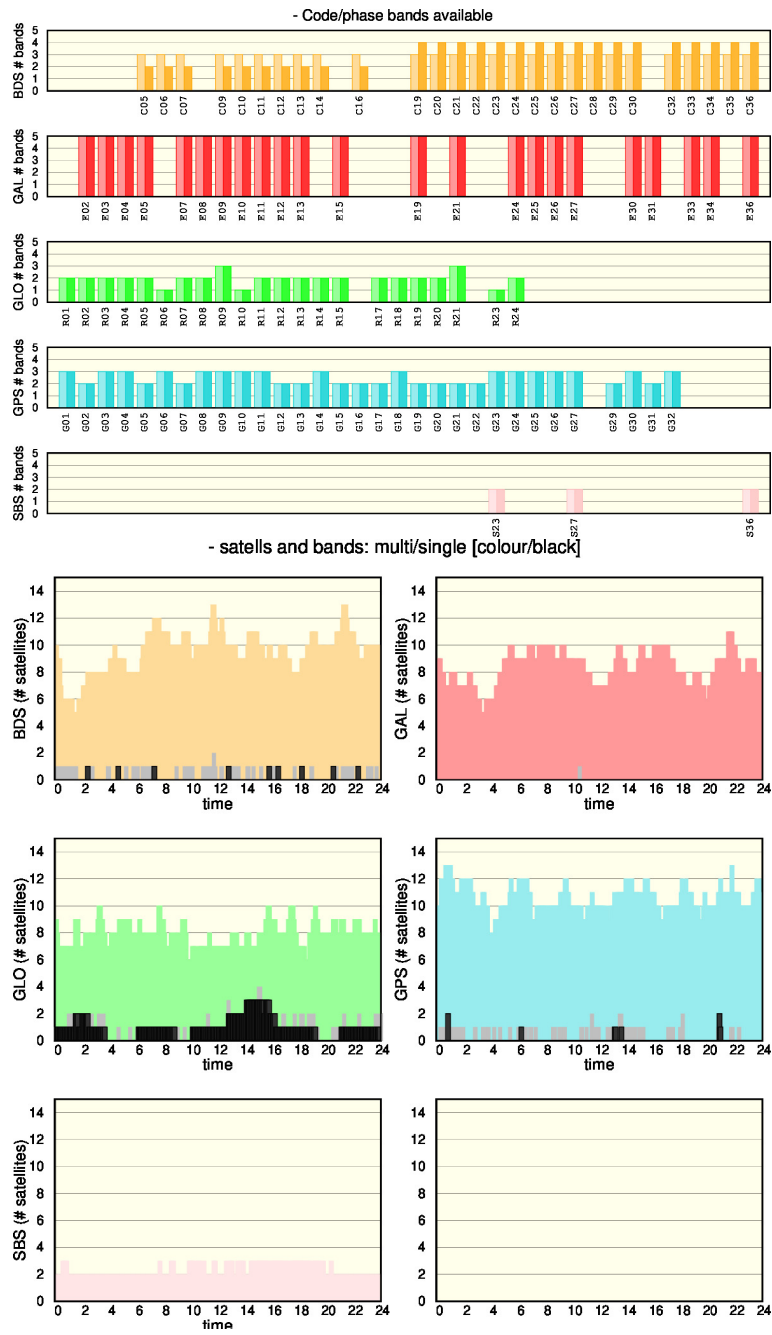 - Code/phase bands available
BDS # bands
5
4
3
2
1
0
C05 C06 C07 C09 C10 C11 C12 C13 C14 C16 C19 C20 C21 C22 C23 C24 C25 C26 C27 C28 C29 C30 C32 C33 C34 C35 C36
GAL # bands
5
4
3
2
1
0
E02 E03 E04 E05 E07 E08 E09 E10 E11 E12 E13 E15 E19 E21 E24 E25 E26 E27 E30 E31 E33 E34 E36
GLO # bands
5
4
3
2
1
0
R01 R02 R03 R04 R05 R06 R07 R08 R09 R10 R11 R12 R13 R14 R15 R17 R18 R19 R20 R21 R23 R24
GPS # bands
5
4
3
2
1
0
G01 G02 G03 G04 G05 G06 G07 G08 G09 G10 G11 G12 G13 G14 G15 G16 G17 G18 G19 G20 G21 G22 G23 G24 G25 G26 G27 G29 G30 G31 G32
SBS # bands
5
4
3
2
1
0
S23 S27 S36
- satells and bands: multi/single [colour/black]
BDS (# satellites)
14
12
10
8
6
4
2
0
0 2 4 6 8 10 12 14 16 18 20 22 24
time
GAL (# satellites)
14
12
10
8
6
4
2
0
0 2 4 6 8 10 12 14 16 18 20 22 24
time
GLO (# satellites)
14
12
10
8
6
4
2
0
0 2 4 6 8 10 12 14 16 18 20 22 24
time
GPS (# satellites)
14
12
10
8
6
4
2
0
0 2 4 6 8 10 12 14 16 18 20 22 24
time
SBS (# satellites)
14
12
10
8
6
4
2
0
0 2 4 6 8 10 12 14 16 18 20 22 24
time
14
12
10
8
6
4
2
0
0 2 4 6 8 10 12 14 16 18 20 22 24